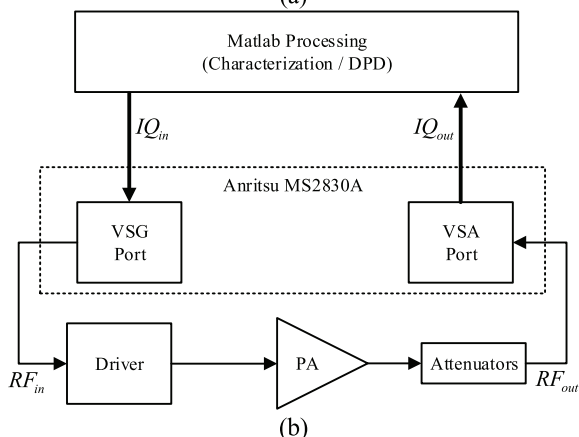 (a)
Matlab Processing
(Characterization / DPD)
IQin
IQout
Anritsu MS2830A
VSG
Port
VSA
Port
Driver
PA
Attenuators
RFin
RFout
(b)